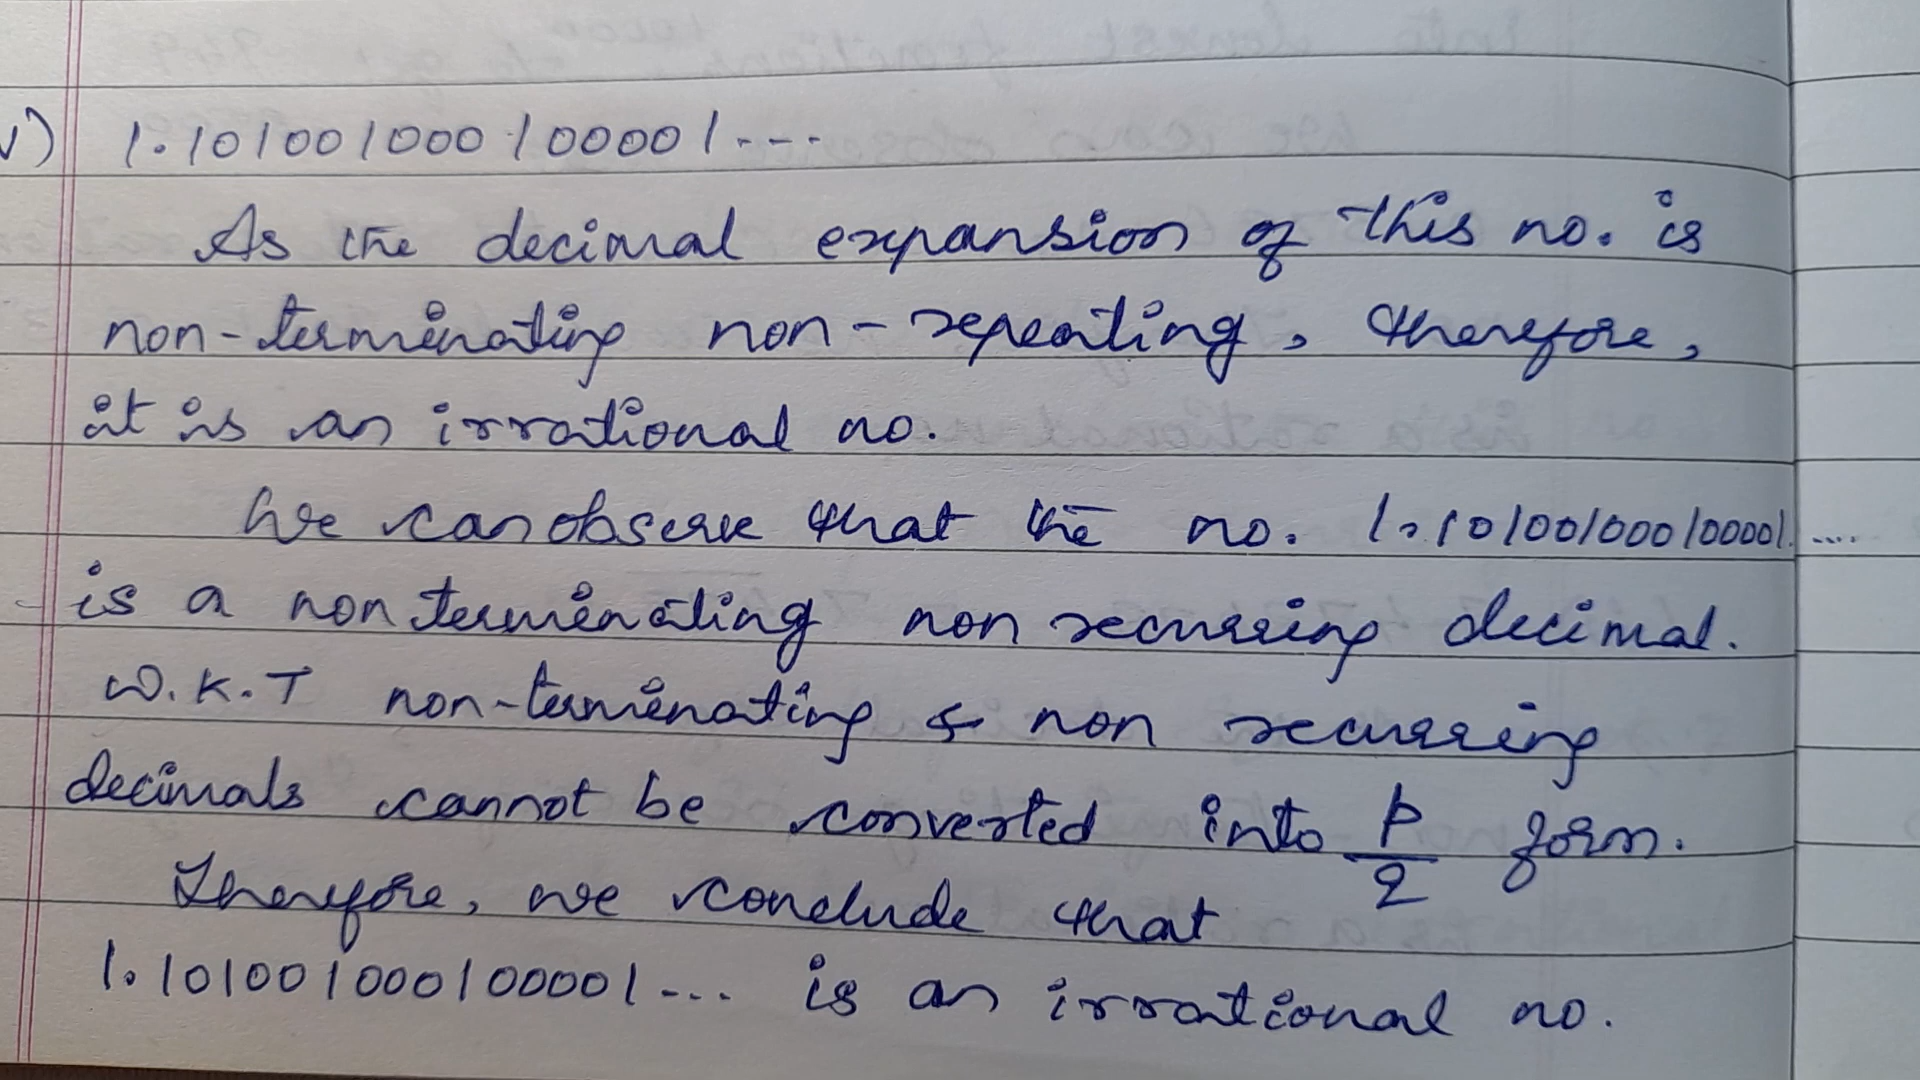 v) 1.101001000100001...
As the decimal expansion of this no. is
non-terminating non-repeating, therefore,
it is an irrational no.
We can observe that the no. 1.101001000100001.....
is a non terminating non recurring decimal.
W.K.T non-terminating & non recurring
decimals cannot be converted into p/q form.
Therefore, we conclude that
1.101001000100001... is an irrational no.